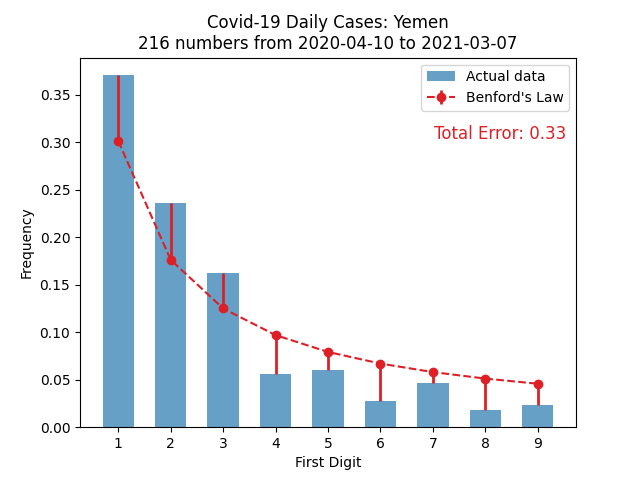 Covid-19 Daily Cases: Yemen
216 numbers from 2020-04-10 to 2021-03-07
Actual data
Benford's Law
Total Error: 0.33
Frequency
0.35
0.30
0.25
0.20
0.15
0.10
0.05
0.00
1 2 3 4 5 6 7 8 9
First Digit